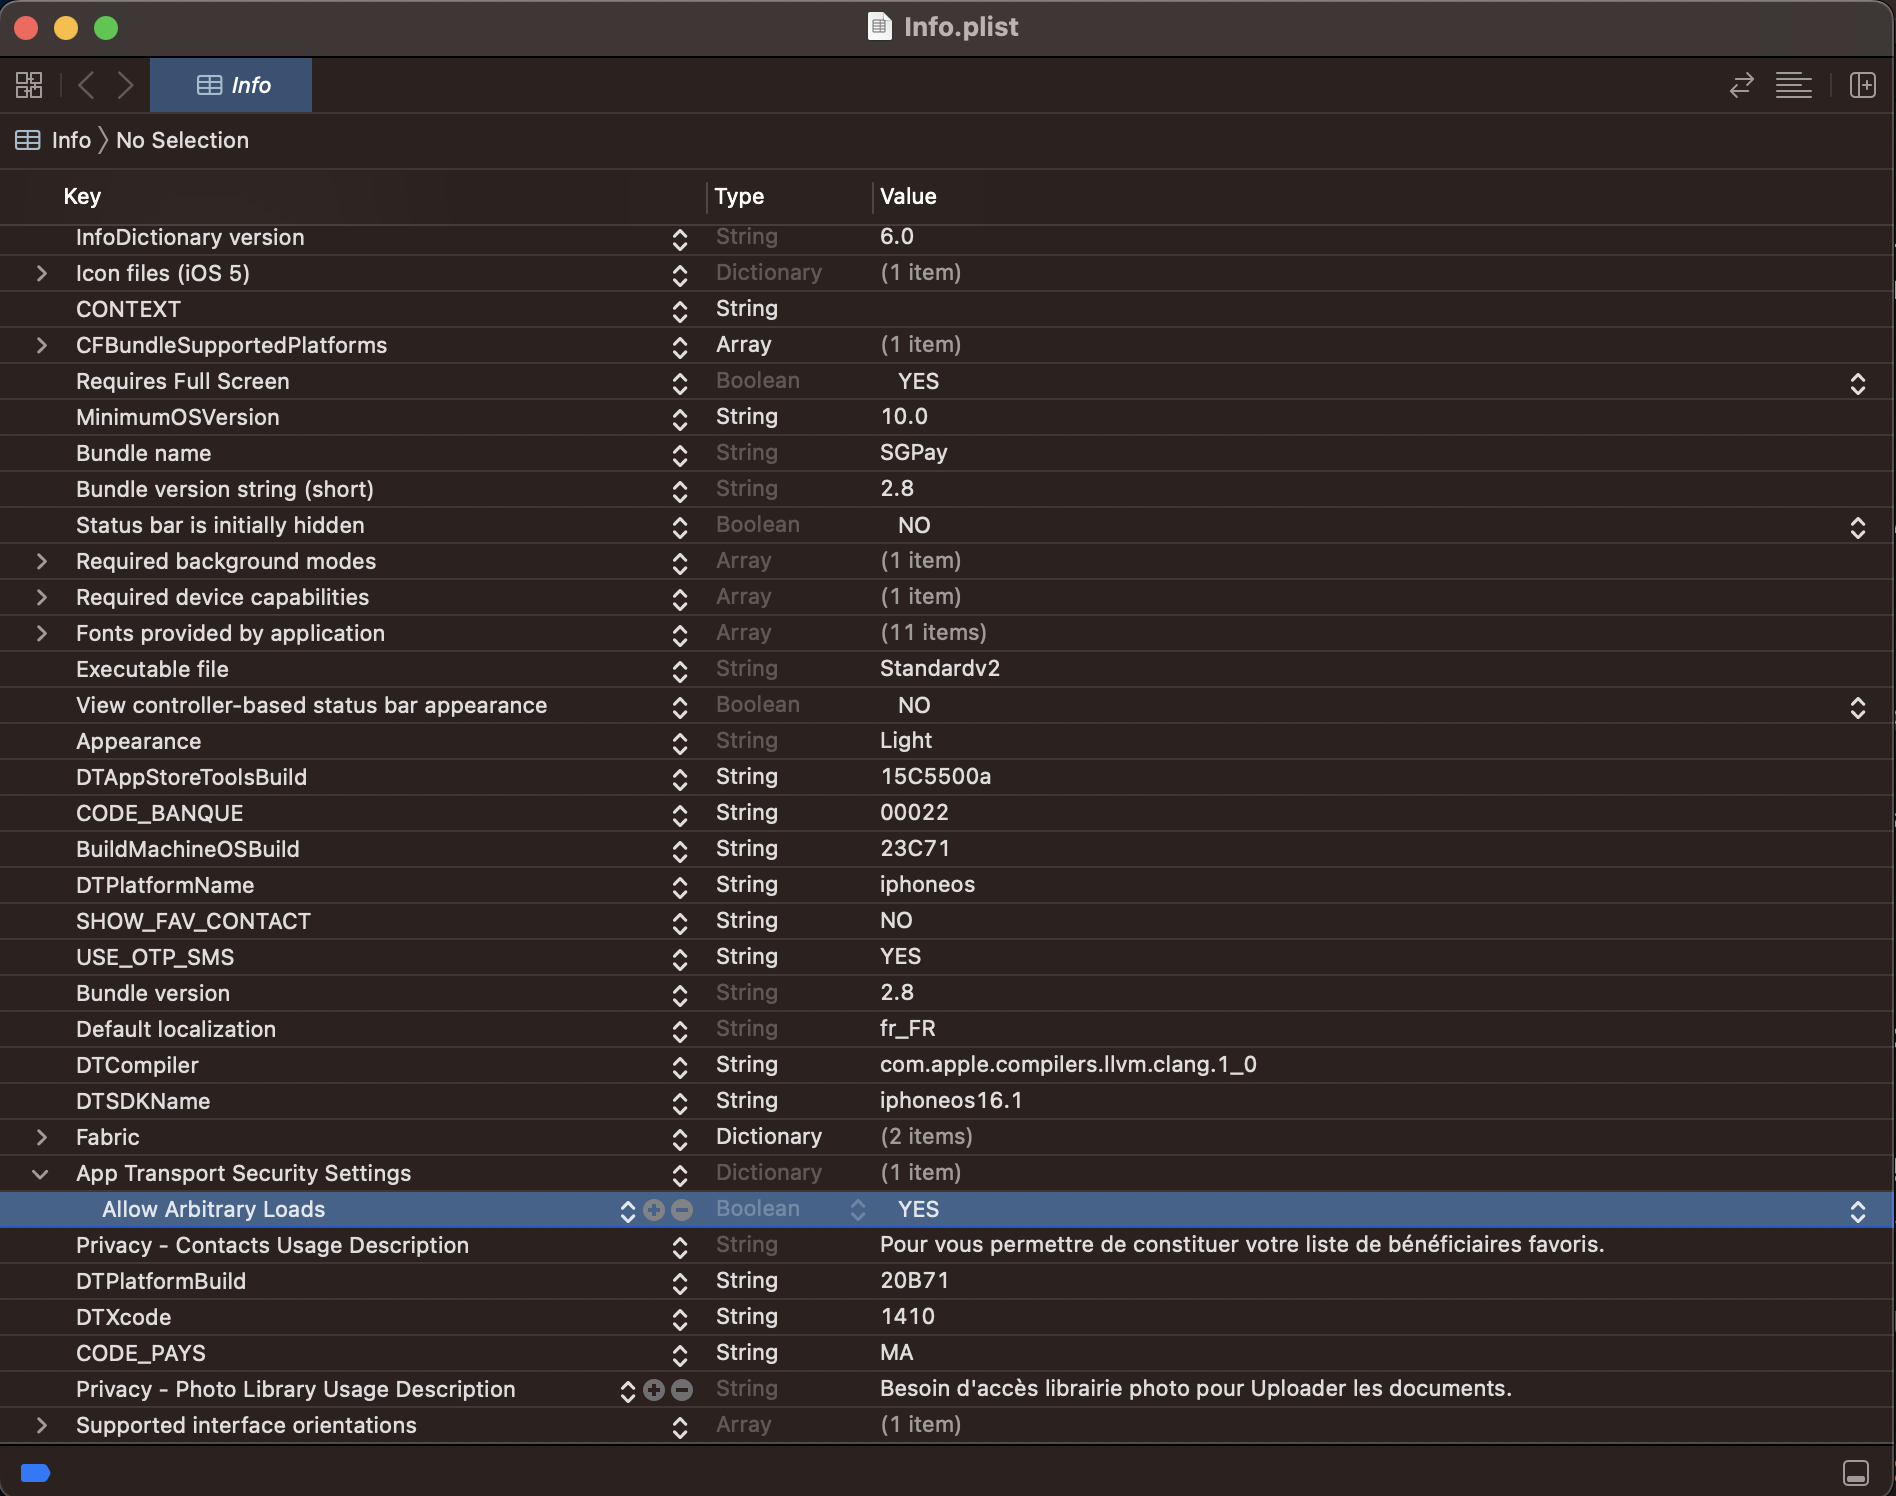 Info.plist
Info
Info No Selection
Key Type Value
InfoDictionary version String 6.0
Icon files (iOS 5) Dictionary (1 item)
CONTEXT String
CFBundleSupportedPlatforms Array (1 item)
Requires Full Screen Boolean YES
MinimumOSVersion String 10.0
Bundle name String SGPay
Bundle version string (short) String 2.8
Status bar is initially hidden Boolean NO
Required background modes Array (1 item)
Required device capabilities Array (1 item)
Fonts provided by application Array (11 items)
Executable file String Standardv2
View controller-based status bar appearance Boolean NO
Appearance String Light
DTAppStoreToolsBuild String 15C5500a
CODE_BANQUE String 00022
BuildMachineOSBuild String 23C71
DTPlatformName String iphoneos
SHOW_FAV_CONTACT String NO
USE_OTP_SMS String YES
Bundle version String 2.8
Default localization String fr_FR
DTCompiler String com.apple.compilers.llvm.clang.1_0
DTSDKName String iphoneos16.1
Fabric Dictionary (2 items)
App Transport Security Settings Dictionary (1 item)
Allow Arbitrary Loads Boolean YES
Privacy - Contacts Usage Description String Pour vous permettre de constituer votre liste de bénéficiaires favoris.
DTPlatformBuild String 20B71
DTXcode String 1410
CODE_PAYS String MA
Privacy - Photo Library Usage Description String Besoin d'accès librairie photo pour Uploader les documents.
Supported interface orientations Array (1 item)